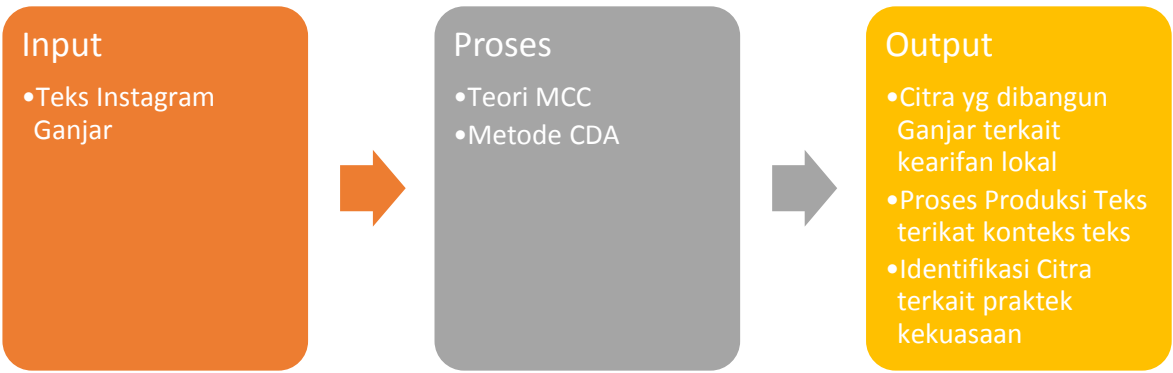 Input
•Teks Instagram
Ganjar
Proses
•Teori MCC
•Metode CDA
Output
•Citra yg dibangun
Ganjar terkait
kearifan lokal
•Proses Produksi Teks
terikat konteks teks
•Identifikasi Citra
terkait praktek
kekuasaan